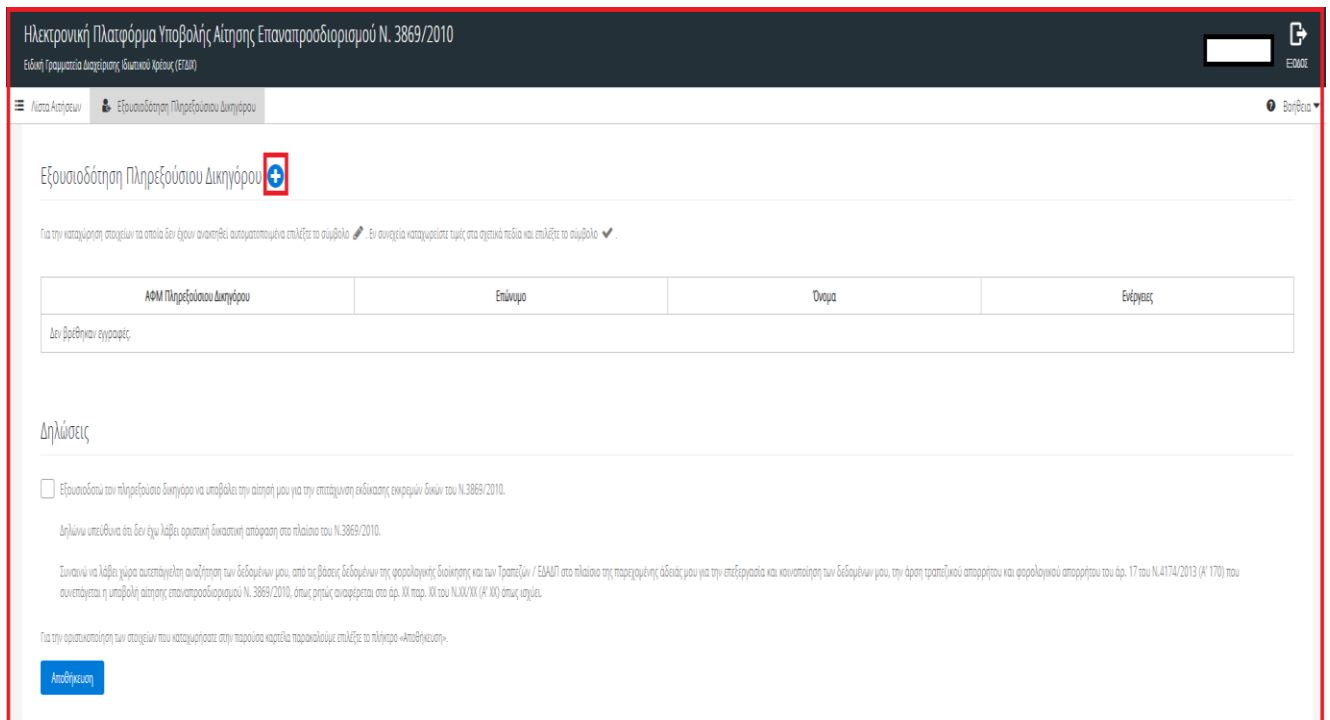 Ηλεκτρονική Πλατφόρμα Υποβολής Αίτησης Επαναπροσδιορισμού Ν. 3869/2010
Ειδική Γραμματεία Διαχείρισης Ιδιωτικού Χρέους (ΕΓΔΙΧ)
ΕΞΟΔΟΣ
Λίστα Αιτήσεων
Εξουσιοδότηση Πληρεξούσιου Δικηγόρου
Βοήθεια
Εξουσιοδότηση Πληρεξούσιου Δικηγόρου
Για την καταχώρηση στοιχείων τα οποία δεν έχουν ανακτηθεί αυτοματοποιμένα επιλέξτε το σύμβολο . Εν συνεχεία καταχωρείστε τιμές στα σχετικά πεδία και επιλέξτε το σύμβολο .
ΑΦΜ Πληρεξούσιου Δικηγόρου Επώνυμο Όνομα Ενέργειες
Δεν βρέθηκαν εγγραφές.
Δηλώσεις
Εξουσιοδοτώ τον πληρεξούσιο δικηγόρο να υποβάλει την αίτησή μου για την επιτάχυνση εκδίκασης εκκρεμών δικών του Ν.3869/2010.
Δηλώνω υπεύθυνα ότι δεν έχω λάβει οριστική δικαστική απόφαση στο πλαίσιο του Ν.3869/2010.
Συναινώ να λάβει χώρα αυτεπάγγελτη αναζήτηση των δεδομένων μου, από τις βάσεις δεδομένων της φορολογικής διοίκησης και των Τραπεζών / ΕΔΑΔΠ στο πλαίσιο της παρεχομένης άδειάς μου για την επεξεργασία και κοινοποίηση των δεδομένων μου, την άρση τραπεζικού απορρήτου και φορολογικού απορρήτου του άρ. 17 του Ν.4174/2013 (Α' 170) που
συνεπάγεται η υποβολή αίτησης επαναπροσδιορισμού Ν. 3869/2010, όπως ρητώς αναφέρεται στο άρ. ΧΧ παρ. ΧΧ του Ν.ΧΧ/ΧΧ (Α' ΧΧ) όπως ισχύει.
Για την οριστικοποίηση των στοιχείων που καταχωρήσατε στην παρούσα καρτέλα παρακαλούμε επιλέξτε το πλήκτρο «Αποθήκευση».
Αποθήκευση